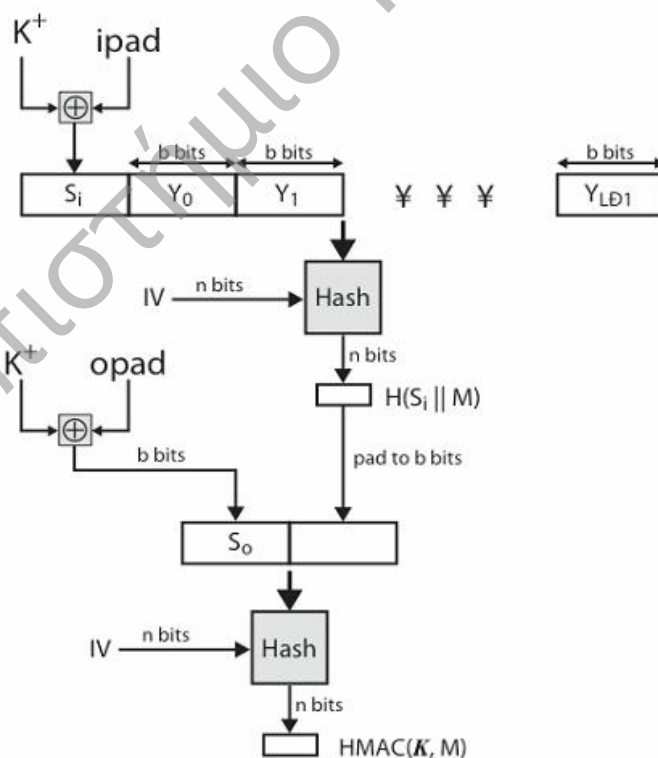 K+ ipad
b bits b bits b bits
Si Y0 Y1 ¥ ¥ ¥ YLÐ1
IV n bits Hash
n bits
H(Si || M)
K+ opad
b bits
pad to b bits
So
IV n bits Hash
n bits
HMAC(K, M)
πιστήμιο